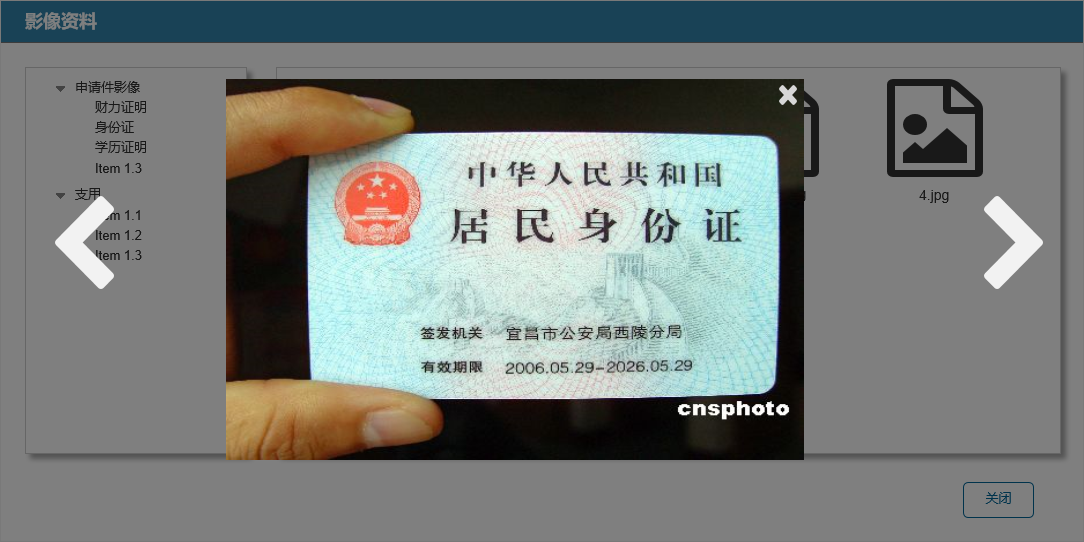 影像资料
申请件影像
财力证明
身份证
学历证明
Item 1.3
支用
Item 1.2
Item 1.3
中华人民共和国
居民身份证
签发机关 宜昌市公安局西陵分局
有效期限 2006.05.29-2026.05.29
cnsphoto
4.jpg
关闭